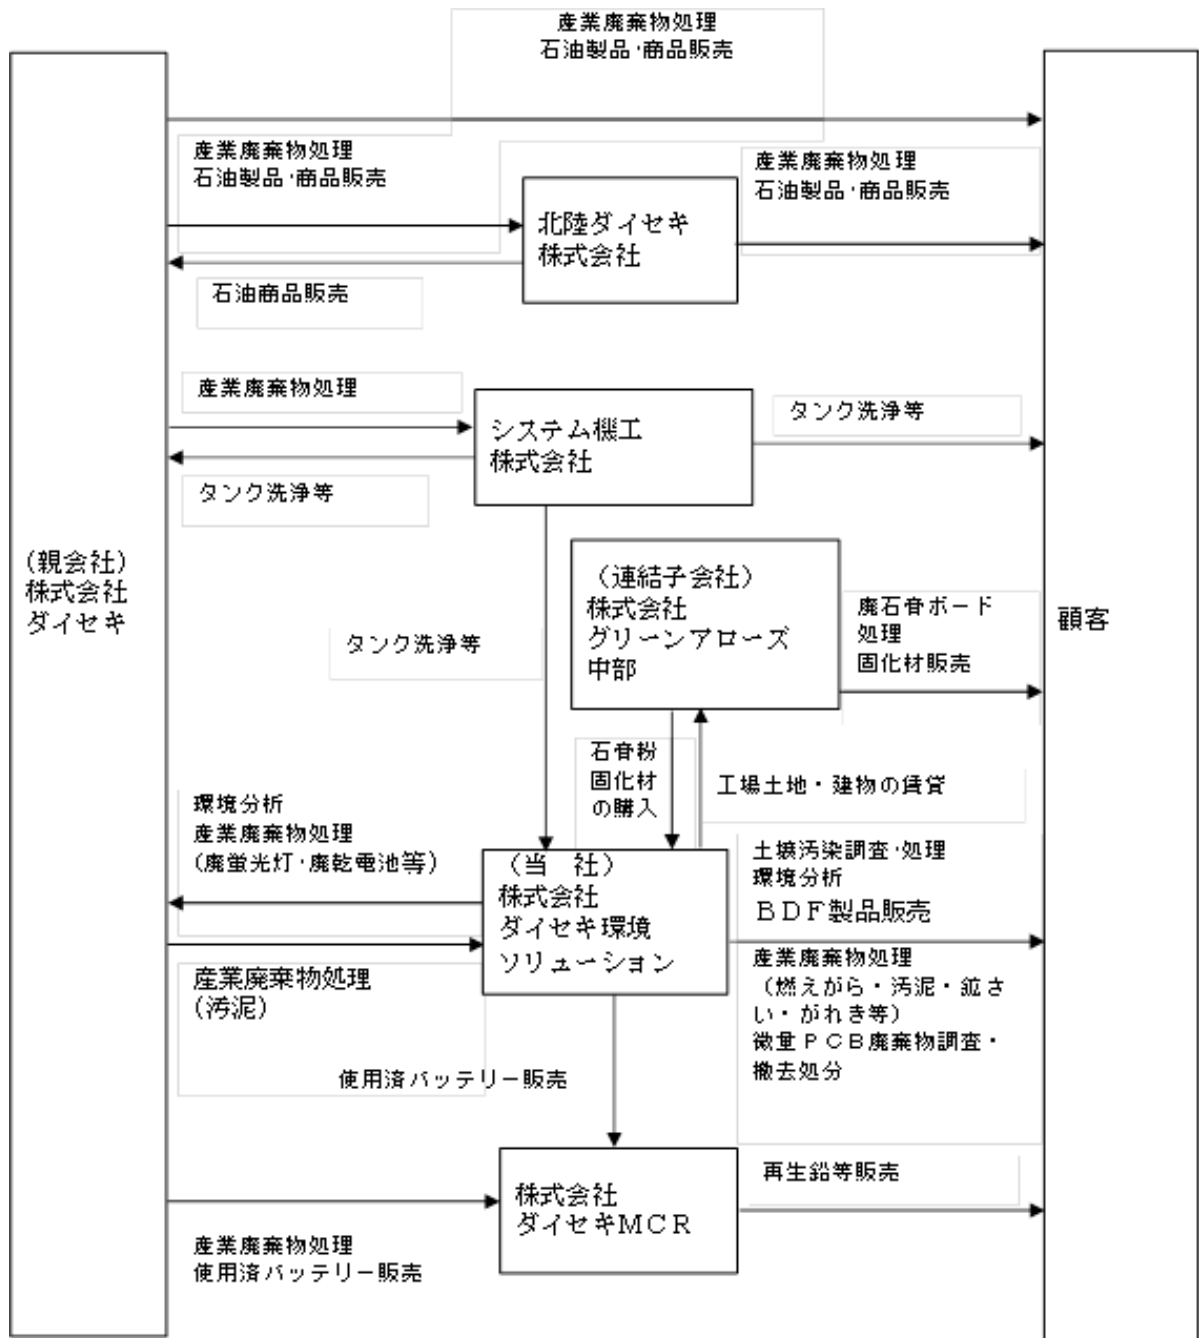 産業廃棄物処理
石油製品・商品販売
産業廃棄物処理
石油製品・商品販売
産業廃棄物処理
石油製品・商品販売
北陸ダイセキ
株式会社
石油商品販売
産業廃棄物処理
システム機工
株式会社
タンク洗浄等
タンク洗浄等
(親会社)
株式会社
ダイセキ
(連結子会社)
株式会社
グリーンアローズ
中部
廃石膏ボード
処理
固化材販売
顧客
タンク洗浄等
石膏粉
固化材
の購入
工場土地・建物の賃貸
環境分析
産業廃棄物処理
(廃蛍光灯・廃乾電池等)
(当 社)
株式会社
ダイセキ環境
ソリューション
土壌汚染調査・処理
環境分析
BDF製品販売
産業廃棄物処理
(汚泥)
産業廃棄物処理
(燃えがら・汚泥・鉱さ
い・がれき等)
微量PCB廃棄物調査・
撤去処分
使用済バッテリー販売
株式会社
ダイセキMCR
再生鉛等販売
産業廃棄物処理
使用済バッテリー販売